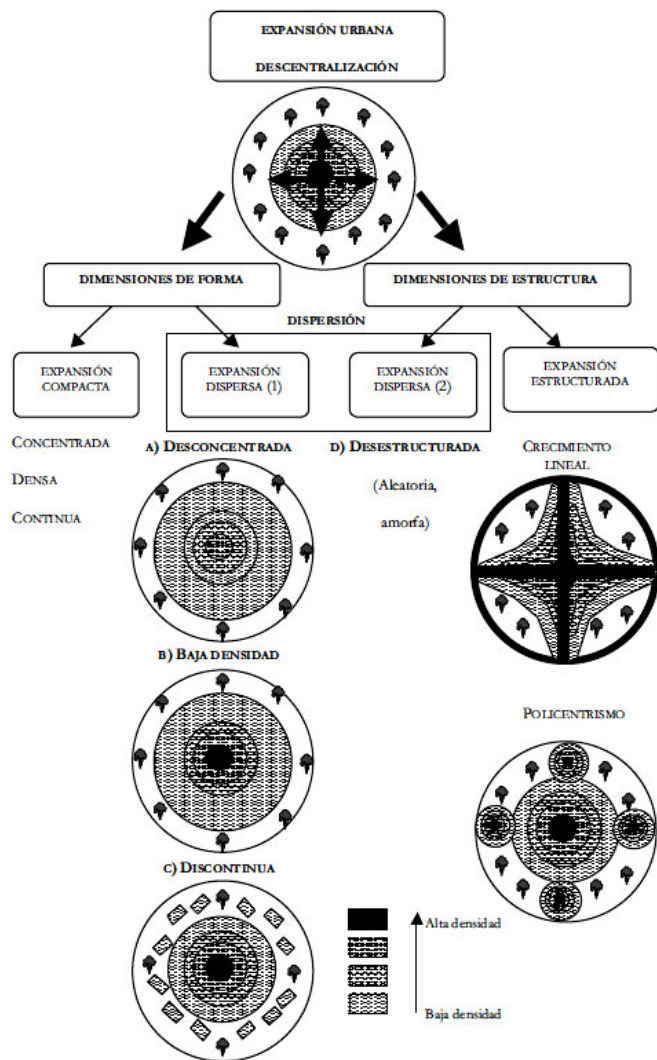 EXPANSIÓN URBANA
DESCENTRALIZACIÓN
DIMENSIONES DE FORMA
DIMENSIONES DE ESTRUCTURA
DISPERSIÓN
EXPANSIÓN
COMPACTA
EXPANSIÓN
DISPERSA (1)
EXPANSIÓN
DISPERSA (2)
EXPANSIÓN
ESTRUCTURADA
CONCENTRADA
DENSA
CONTINUA
A) DESCONCENTRADA
D) DESESTRUCTURADA
(Aleatoria,
amorfa)
CRECIMIENTO
LINEAL
B) BAJA DENSIDAD
POLICENTRISMO
C) DISCONTINUA
Alta densidad
Baja densidad